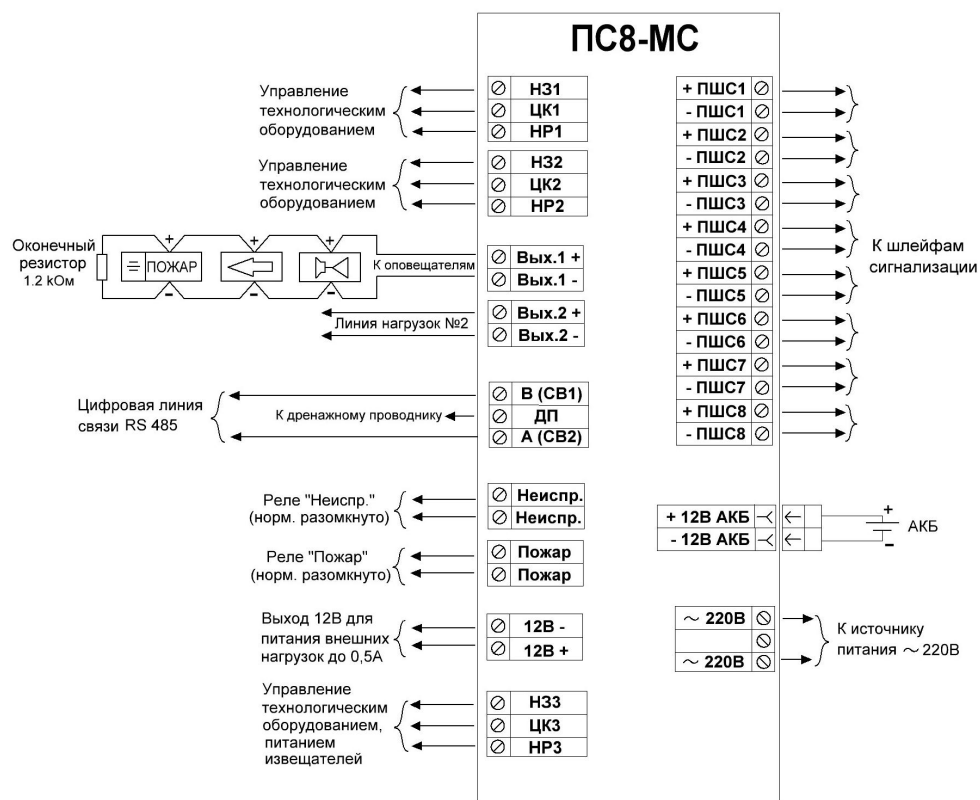 ПС8-МС
Управление
технологическим
оборудованием
НЗ1
ЦК1
НР1
Управление
технологическим
оборудованием
НЗ2
ЦК2
НР2
Оконечный
резистор
1.2 kОм
+
+
+
ПОЖАР
-
-
-
К оповещателям
Вых.1 +
Вых.1 -
Линия нагрузок №2
Вых.2 +
Вых.2 -
Цифровая линия
связи RS 485
К дренажному проводнику
В (СВ1)
ДП
А (СВ2)
Реле "Неиспр."
(норм. разомкнуто)
Неиспр.
Неиспр.
Реле "Пожар"
(норм. разомкнуто)
Пожар
Пожар
Выход 12В для
питания внешних
нагрузок до 0,5А
12В -
12В +
Управление
технологическим
оборудованием,
питанием
извещателей
НЗ3
ЦК3
НР3
+ ПШС1
- ПШС1
+ ПШС2
- ПШС2
+ ПШС3
- ПШС3
+ ПШС4
- ПШС4
+ ПШС5
- ПШС5
+ ПШС6
- ПШС6
+ ПШС7
- ПШС7
+ ПШС8
- ПШС8
К шлейфам
сигнализации
+ 12В АКБ
- 12В АКБ
+
-
АКБ
~ 220В
~ 220В
К источнику
питания ~ 220В